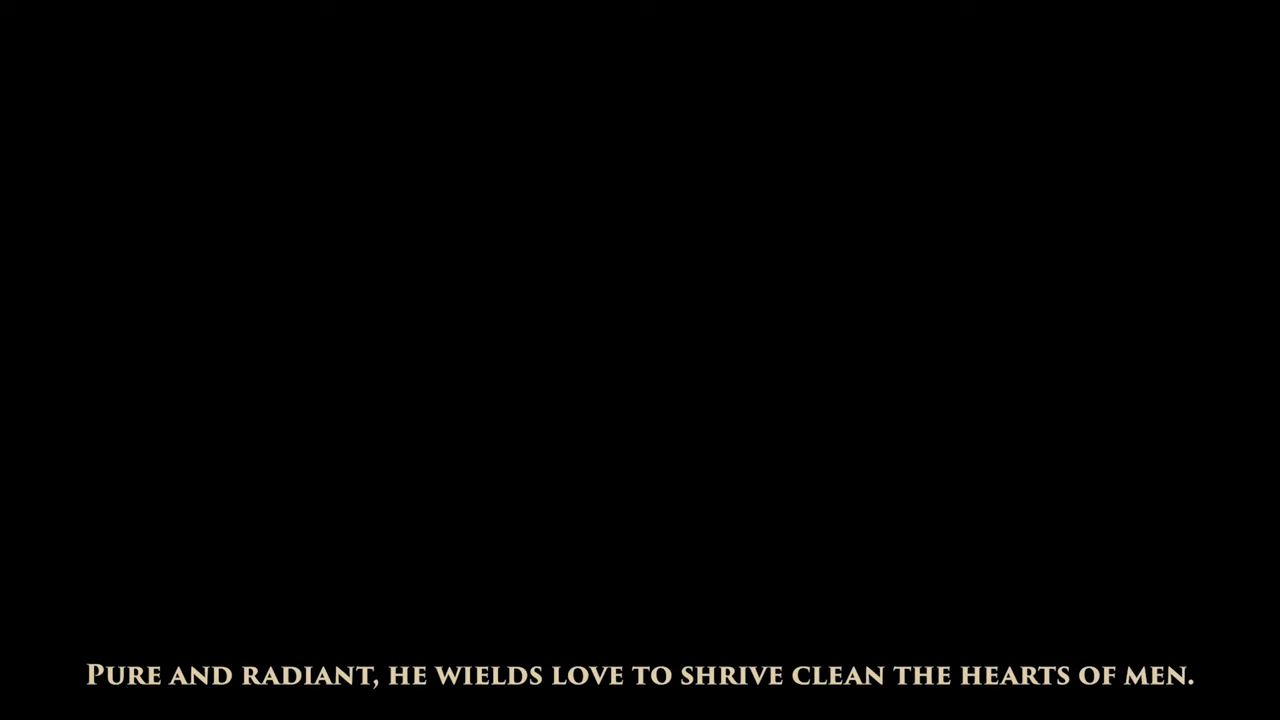 Pure and radiant, he wields love to shrive clean the hearts of men.